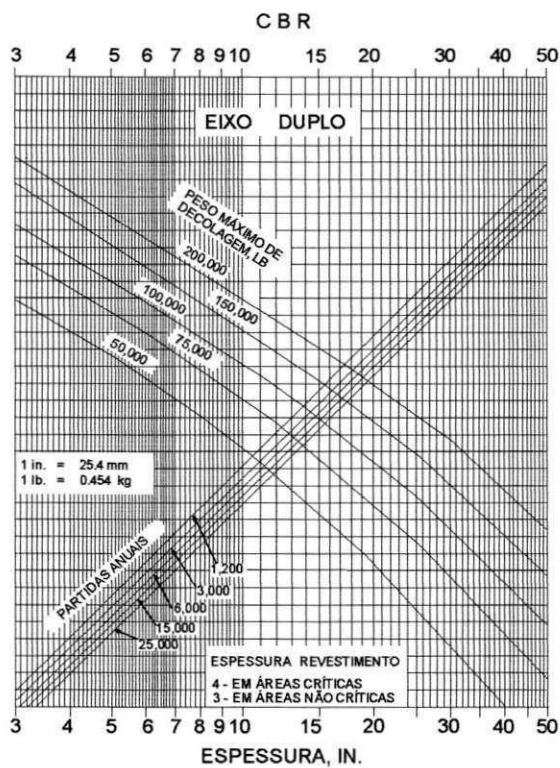 CBR
3 4 5 6 7 8 9 10 15 20 30 40 50
EIXO DUPLO
PESO MÁXIMO DE
DECOLAGEM, LB
200,000
150,000
100,000
75,000
50,000
1 in. = 25.4 mm
1 lb. = 0.454 kg
PARTIDAS ANUAIS
1,200
3,000
6,000
15,000
25,000
ESPESSURA REVESTIMENTO
4 - EM ÁREAS CRÍTICAS
3 - EM ÁREAS NÃO CRÍTICAS
3 4 5 6 7 8 9 10 15 20 30 40 50
ESPESSURA, IN.